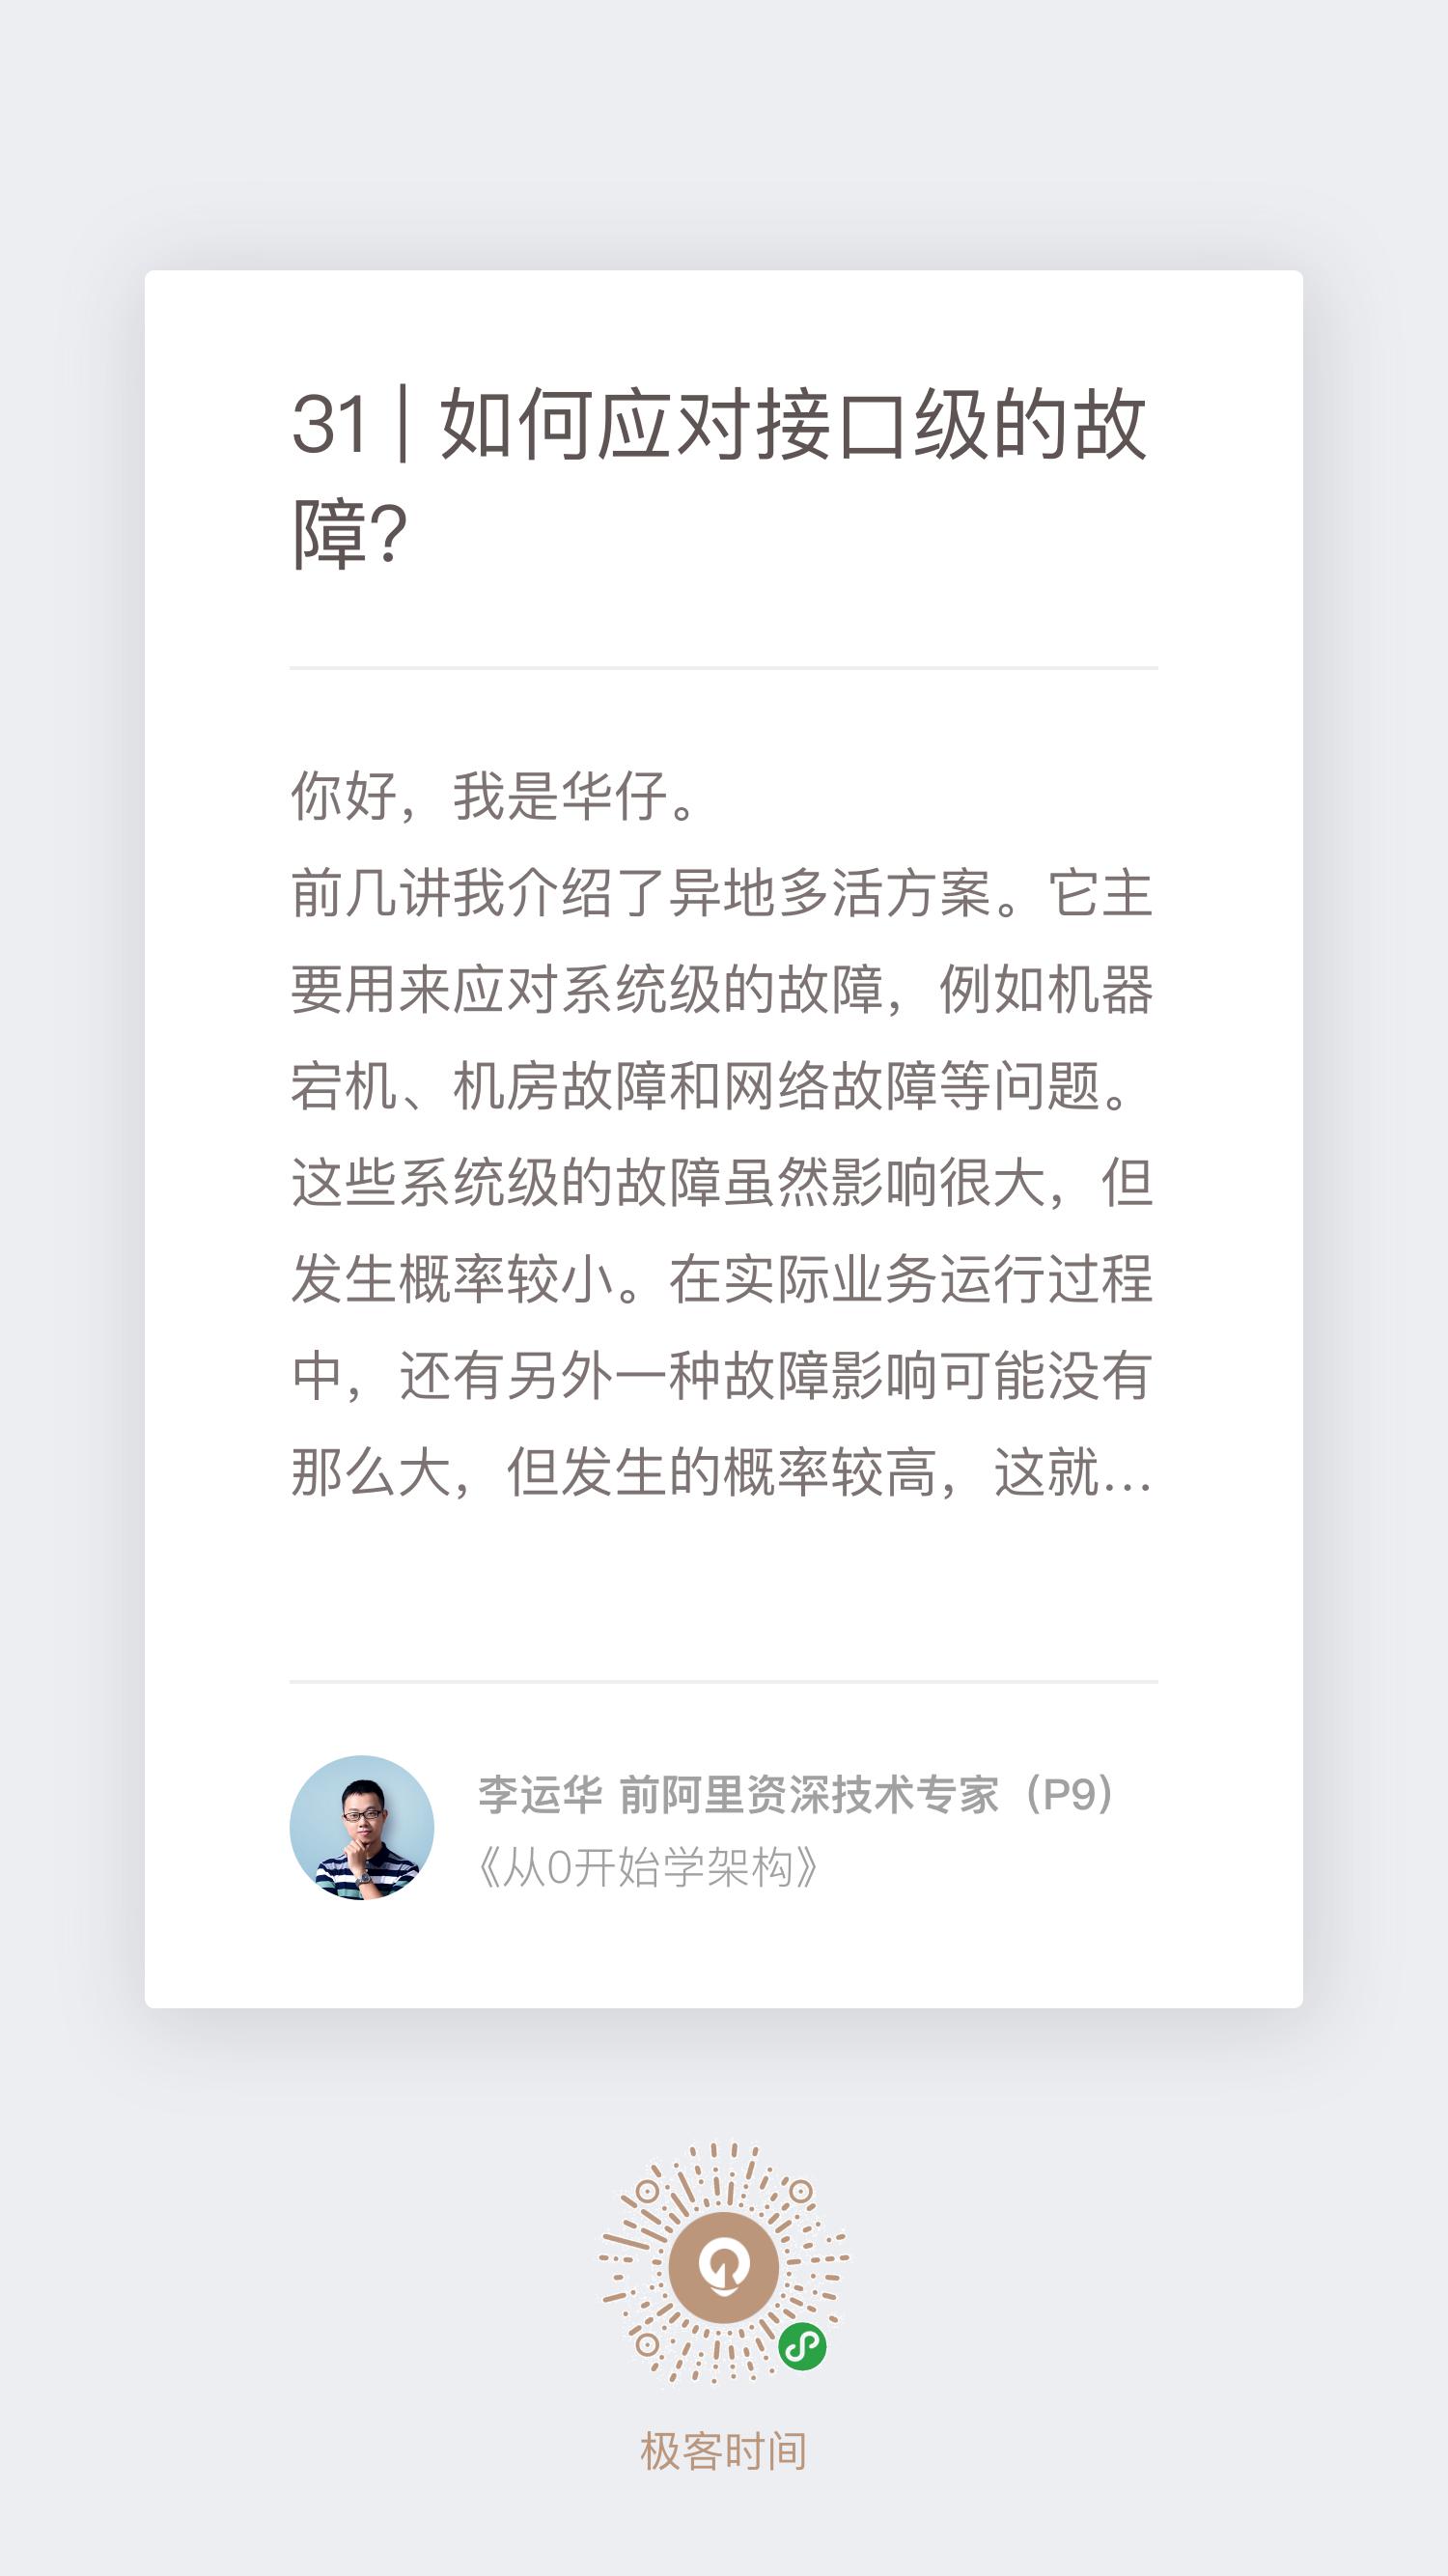 31 | 如何应对接口级的故
障?
你好，我是华仔。
前几讲我介绍了异地多活方案。它主
要用来应对系统级的故障，例如机器
宕机、机房故障和网络故障等问题。
这些系统级的故障虽然影响很大，但
发生概率较小。在实际业务运行过程
中，还有另外一种故障影响可能没有
那么大，但发生的概率较高，这就…
李运华 前阿里资深技术专家（P9）
《从0开始学架构》
极客时间